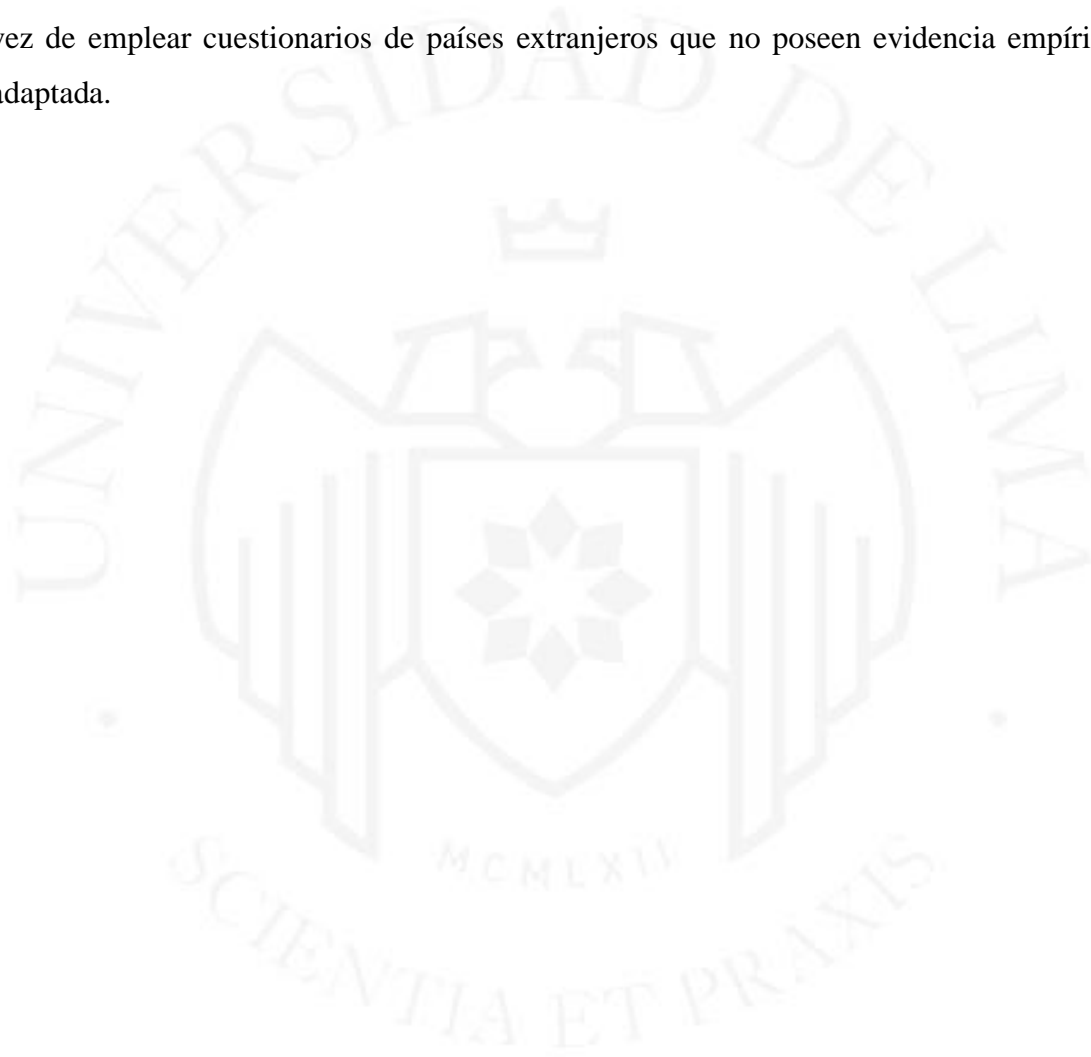 vez de emplear cuestionarios de países extranjeros que no poseen evidencia empíri
adaptada.
UNIVERSIDAD DE LIMA
MCMLXII
SCIENTIA ET PRAXIS